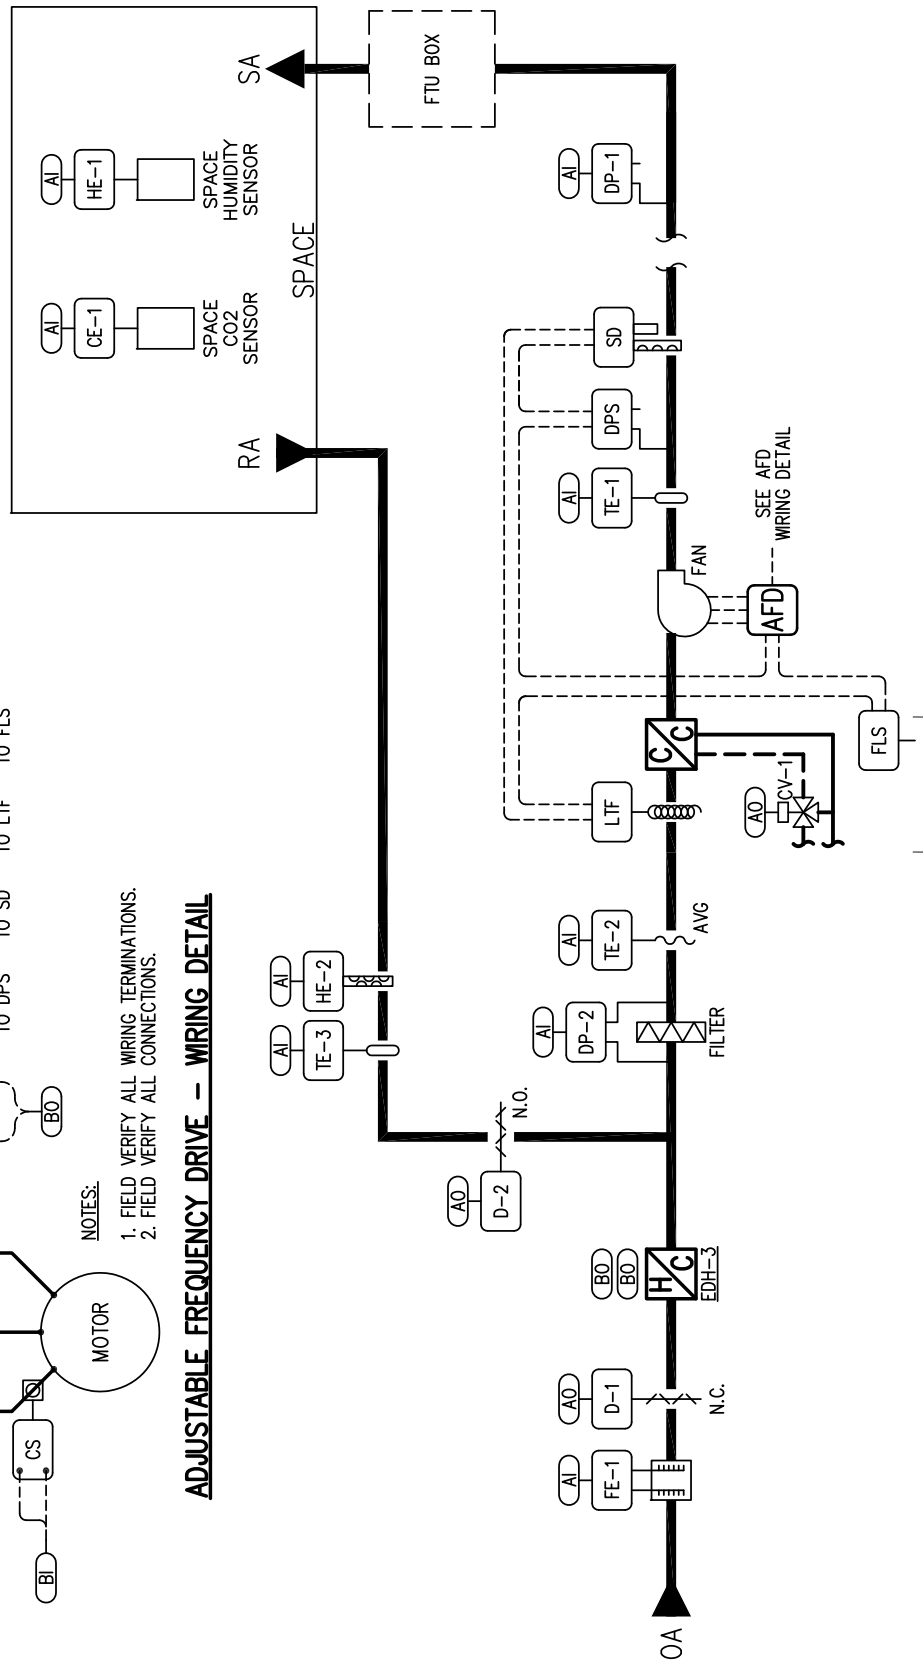 TO DPS
TO SD
TO LTF
TO FLS
BO
MOTOR
CS
BI
NOTES:
1. FIELD VERIFY ALL WIRING TERMINATIONS.
2. FIELD VERIFY ALL CONNECTIONS.
ADJUSTABLE FREQUENCY DRIVE – WIRING DETAIL
AI
CE-1
SPACE
CO2
SENSOR
AI
HE-1
SPACE
HUMIDITY
SENSOR
SPACE
RA
SA
FTU BOX
AI
TE-3
AI
HE-2
AO
D-2
N.O.
OA
AI
FE-1
AO
D-1
N.C.
BO
BO
H
C
EDH-3
AI
DP-2
FILTER
AI
TE-2
AVG
LTF
C
C
AO
CV-1
FLS
FAN
AFD
SEE AFD
WIRING DETAIL
AI
TE-1
DPS
SD
AI
DP-1